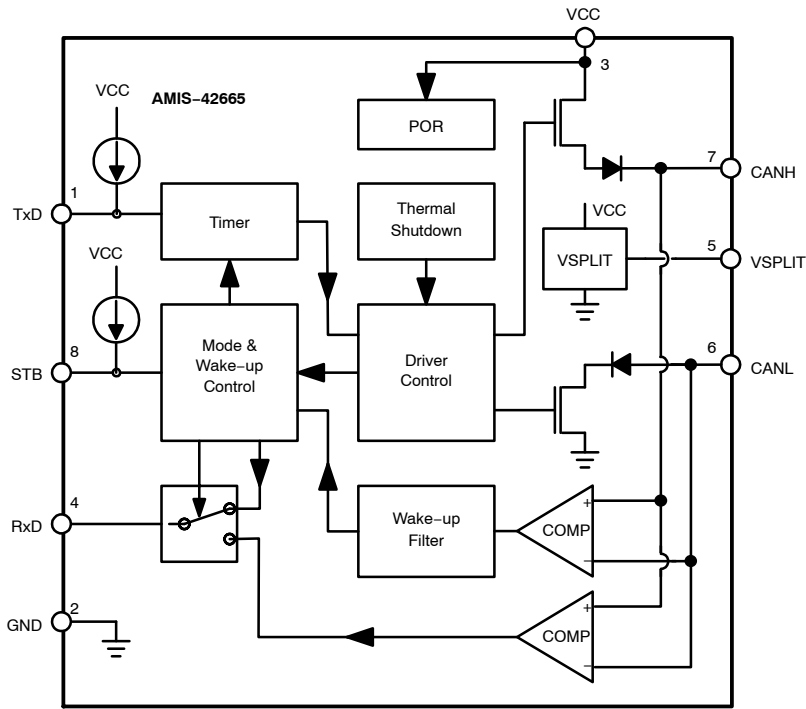 VCC
3
VCC
AMIS−42665
POR
7
CANH
1
TxD
Timer
Thermal
Shutdown
VCC
5
VSPLIT
VSPLIT
VCC
8
STB
Mode &
Wake−up
Control
Driver
Control
6
CANL
4
RxD
Wake−up
Filter
+
COMP
−
2
GND
+
COMP
−